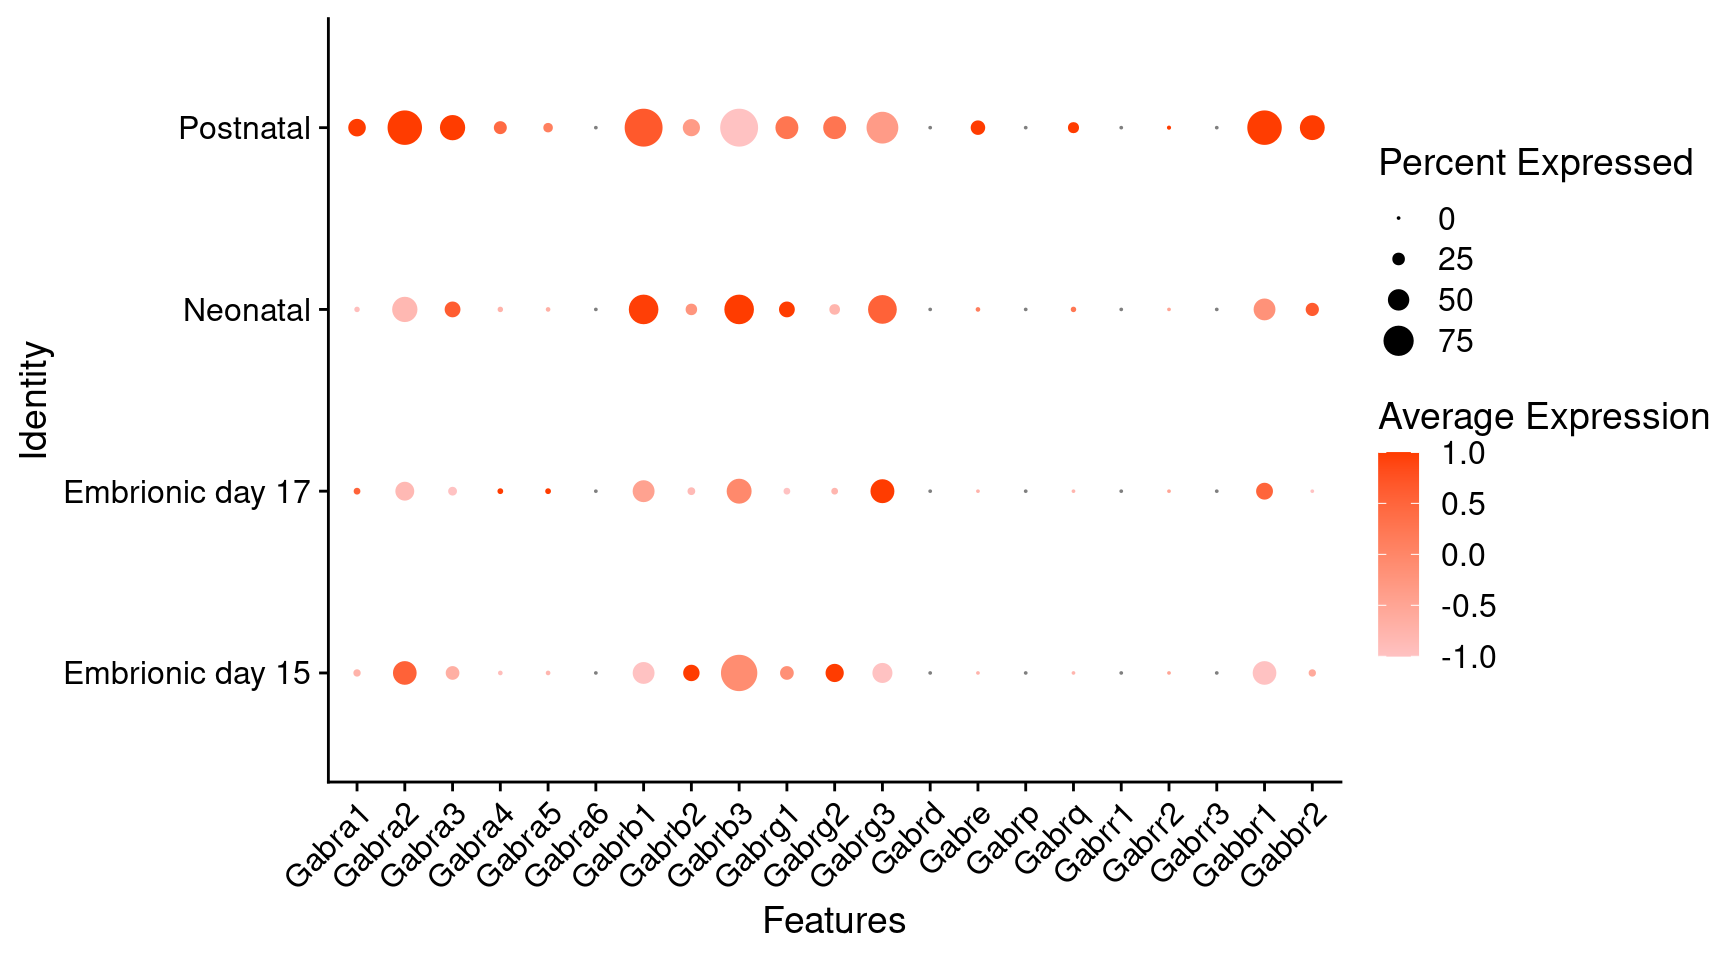 Postnatal
Neonatal
Embrionic day 17
Embrionic day 15
Identity
Gabra1
Gabra2
Gabra3
Gabra4
Gabra5
Gabra6
Gabrb1
Gabrb2
Gabrb3
Gabrg1
Gabrg2
Gabrg3
Gabrd
Gabre
Gabrp
Gabrq
Gabrr1
Gabrr2
Gabrr3
Gabbr1
Gabbr2
Features
Percent Expressed
0
25
50
75
Average Expression
1.0
0.5
0.0
-0.5
-1.0